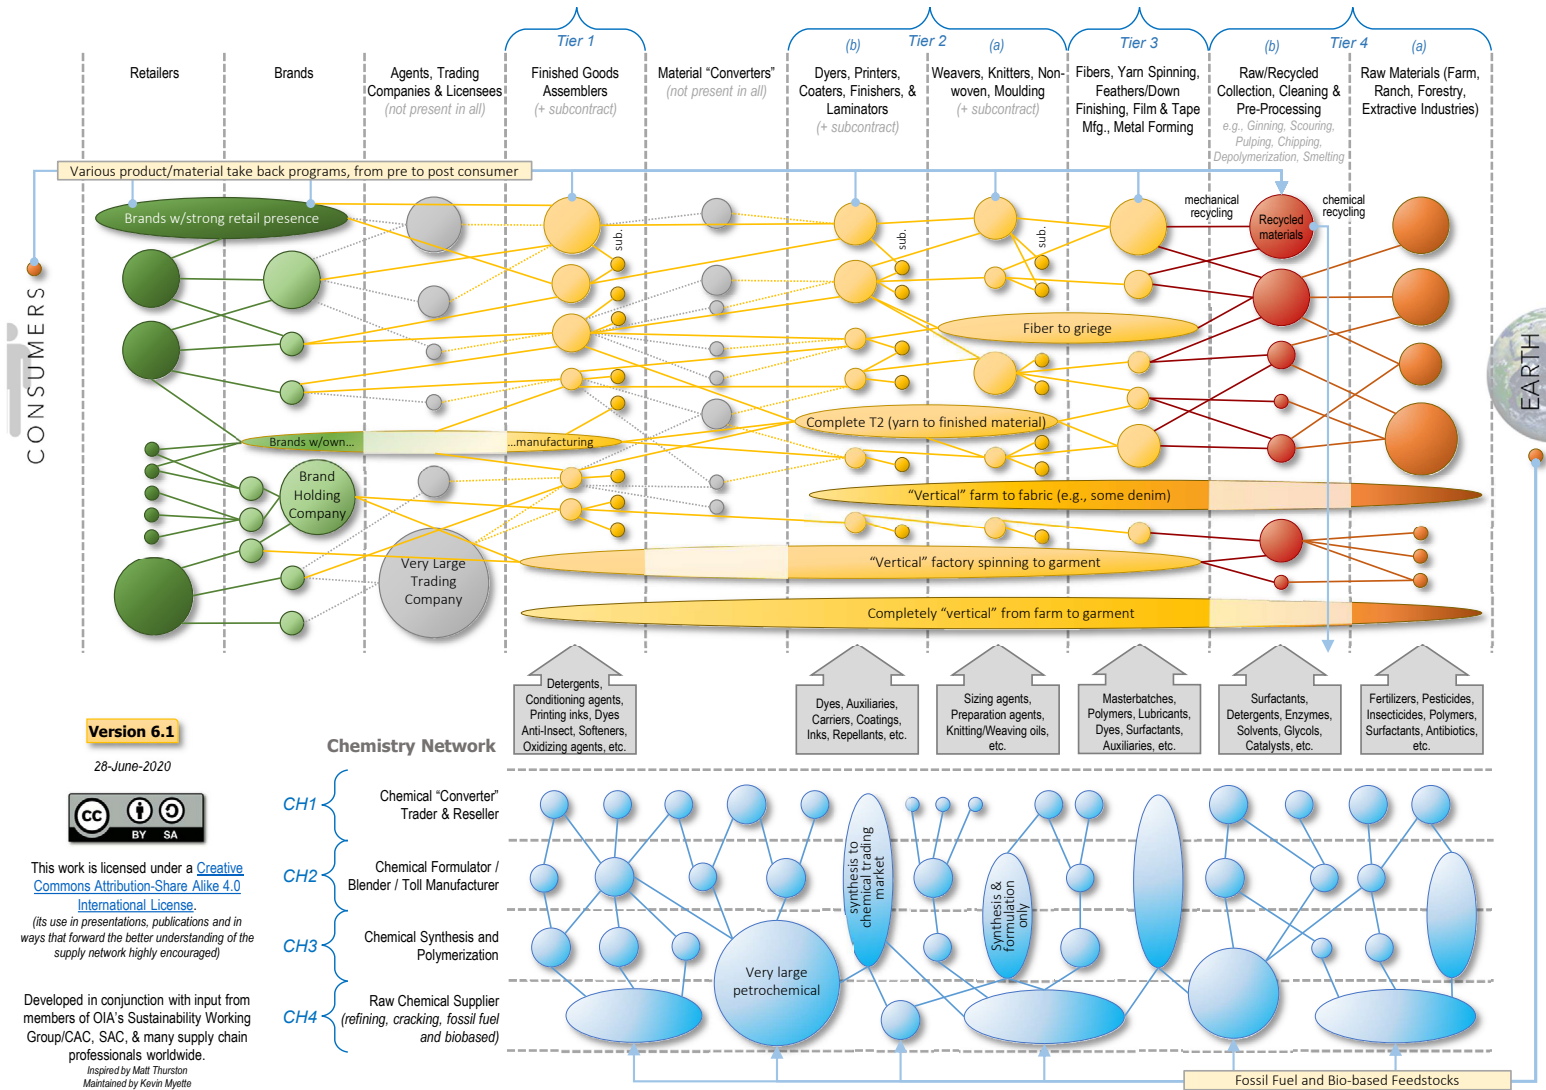 Tier 1
(b)
Tier 2
(a)
Tier 3
(b)
Tier 4
(a)
Retailers
Brands
Agents, Trading
Companies & Licensees
(not present in all)
Finished Goods
Assemblers
(+ subcontract)
Material “Converters”
(not present in all)
Dyers, Printers,
Coaters, Finishers, &
Laminators
(+ subcontract)
Weavers, Knitters, Non-
woven, Moulding
(+ subcontract)
Fibers, Yarn Spinning,
Feathers/Down
Finishing, Film & Tape
Mfg., Metal Forming
Raw/Recycled
Collection, Cleaning &
Pre-Processing
e.g., Ginning, Scouring,
Pulping, Chipping,
Depolymerization, Smelting
Raw Materials (Farm,
Ranch, Forestry,
Extractive Industries)
Various product/material take back programs, from pre to post consumer
Brands w/strong retail presence
sub.
sub.
sub.
mechanical
recycling
Recycled
materials
chemical
recycling
CONSUMERS
EARTH
Fiber to griege
Complete T2 (yarn to finished material)
Brands w/own...
...manufacturing
Brand
Holding
Company
“Vertical” farm to fabric (e.g., some denim)
Very Large
Trading
Company
“Vertical” factory spinning to garment
Completely “vertical” from farm to garment
Detergents,
Conditioning agents,
Printing inks, Dyes
Anti-Insect, Softeners,
Oxidizing agents, etc.
Dyes, Auxiliaries,
Carriers, Coatings,
Inks, Repellants, etc.
Sizing agents,
Preparation agents,
Knitting/Weaving oils,
etc.
Masterbatches,
Polymers, Lubricants,
Dyes, Surfactants,
Auxiliaries, etc.
Surfactants,
Detergents, Enzymes,
Solvents, Glycols,
Catalysts, etc.
Fertilizers, Pesticides,
Insecticides, Polymers,
Surfactants, Antibiotics,
etc.
Version 6.1
28-June-2020
cc
BY SA
This work is licensed under a Creative
Commons Attribution-Share Alike 4.0
International License.
(its use in presentations, publications and in
ways that forward the better understanding of the
supply network highly encouraged)
Developed in conjunction with input from
members of OIA’s Sustainability Working
Group/CAC, SAC, & many supply chain
professionals worldwide.
Inspired by Matt Thurston
Maintained by Kevin Myette
Chemistry Network
CH1
Chemical “Converter”
Trader & Reseller
CH2
Chemical Formulator /
Blender / Toll Manufacturer
CH3
Chemical Synthesis and
Polymerization
CH4
Raw Chemical Supplier
(refining, cracking, fossil fuel
and biobased)
synthesis to
chemical trading
market
Synthesis &
formulation
only
Very large
petrochemical
Fossil Fuel and Bio-based Feedstocks